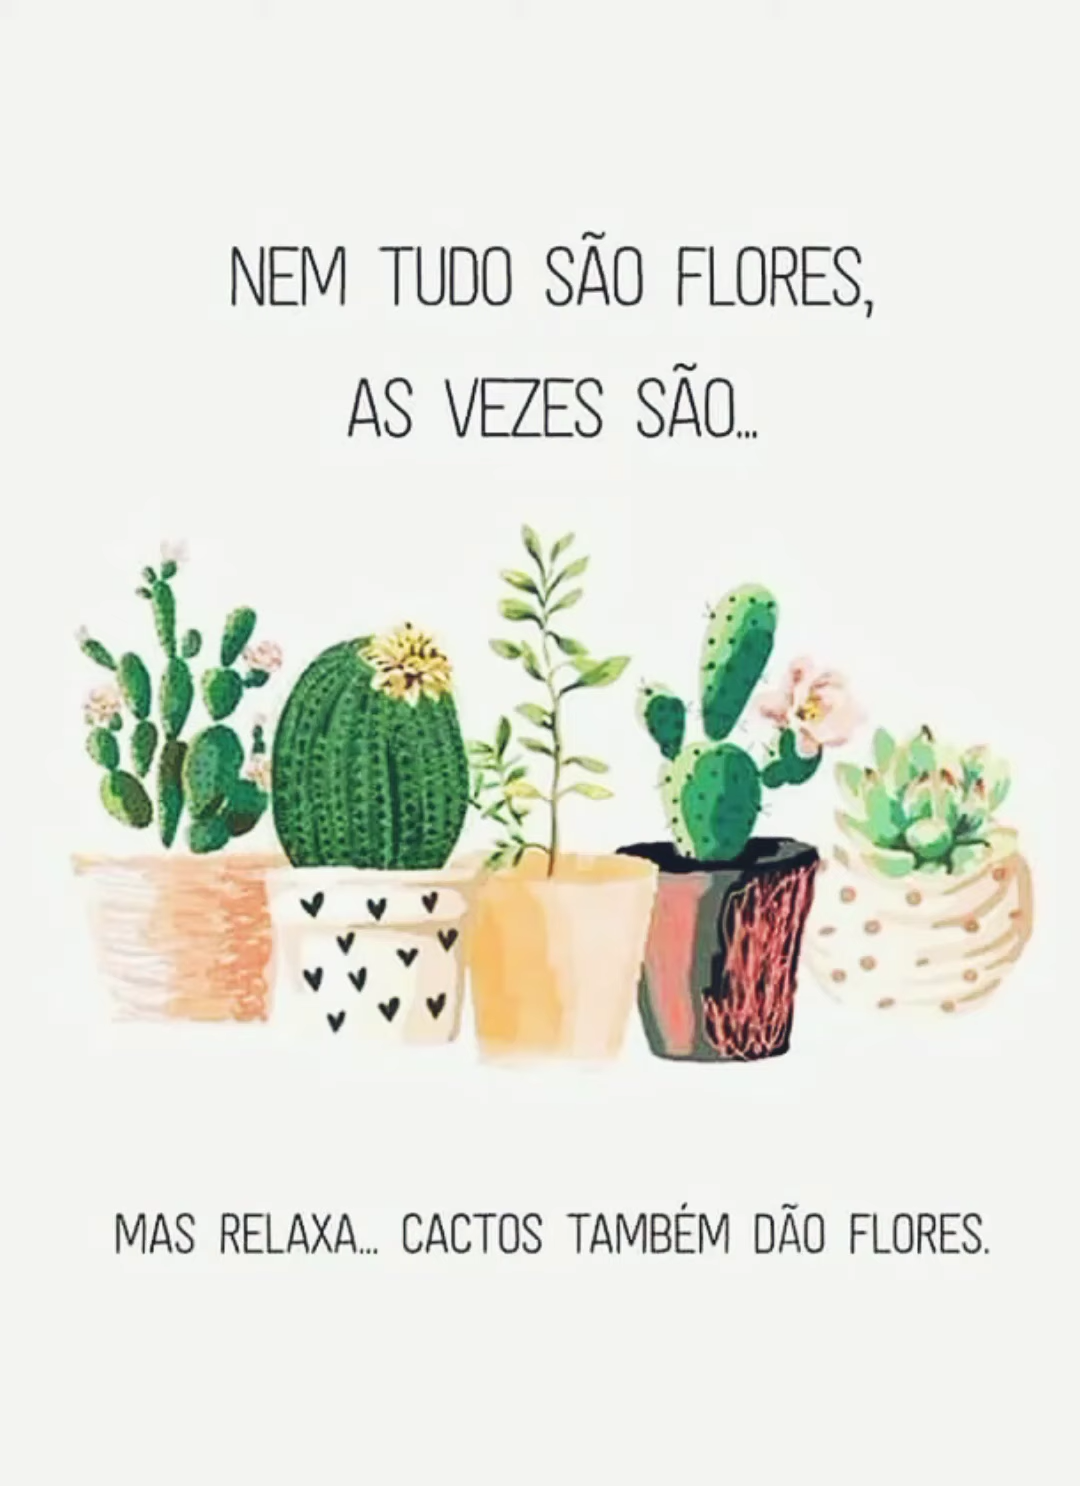 NEM TUDO SÃO FLORES,
AS VEZES SÃO...
MAS RELAXA... CACTOS TAMBÉM DÃO FLORES.